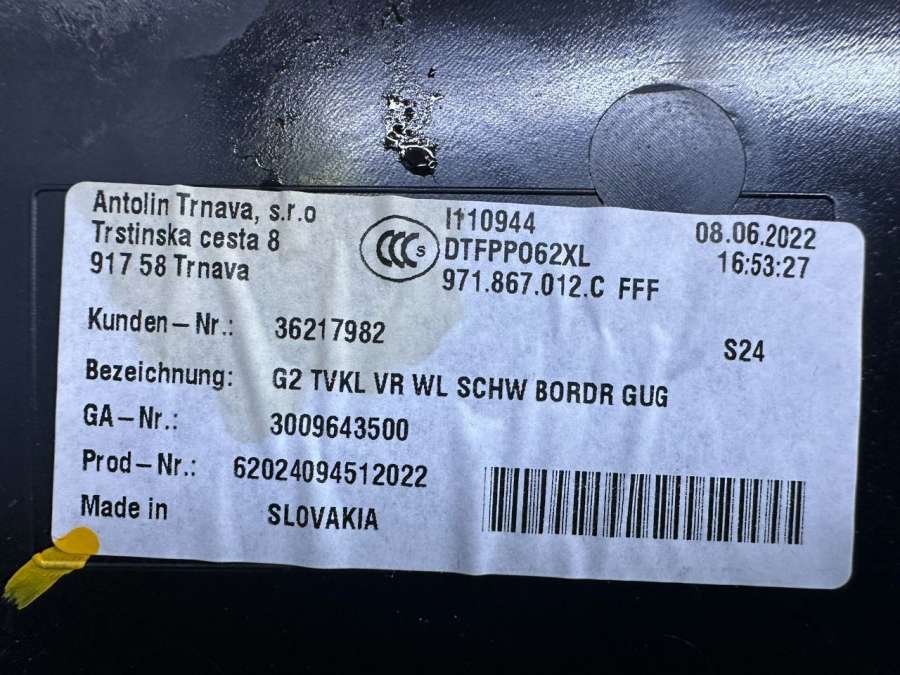 Antolin Trnava, s.r.o
Trstinska cesta 8
917 58 Trnava
CCC S
I110944
DTFPP062XL
971.867.012.C FFF
08.06.2022
16:53:27
Kunden-Nr.: 36217982
S24
Bezeichnung: G2 TVKL VR WL SCHW BORDR GUG
GA-Nr.: 3009643500
Prod-Nr.: 62024094512022
Made in SLOVAKIA